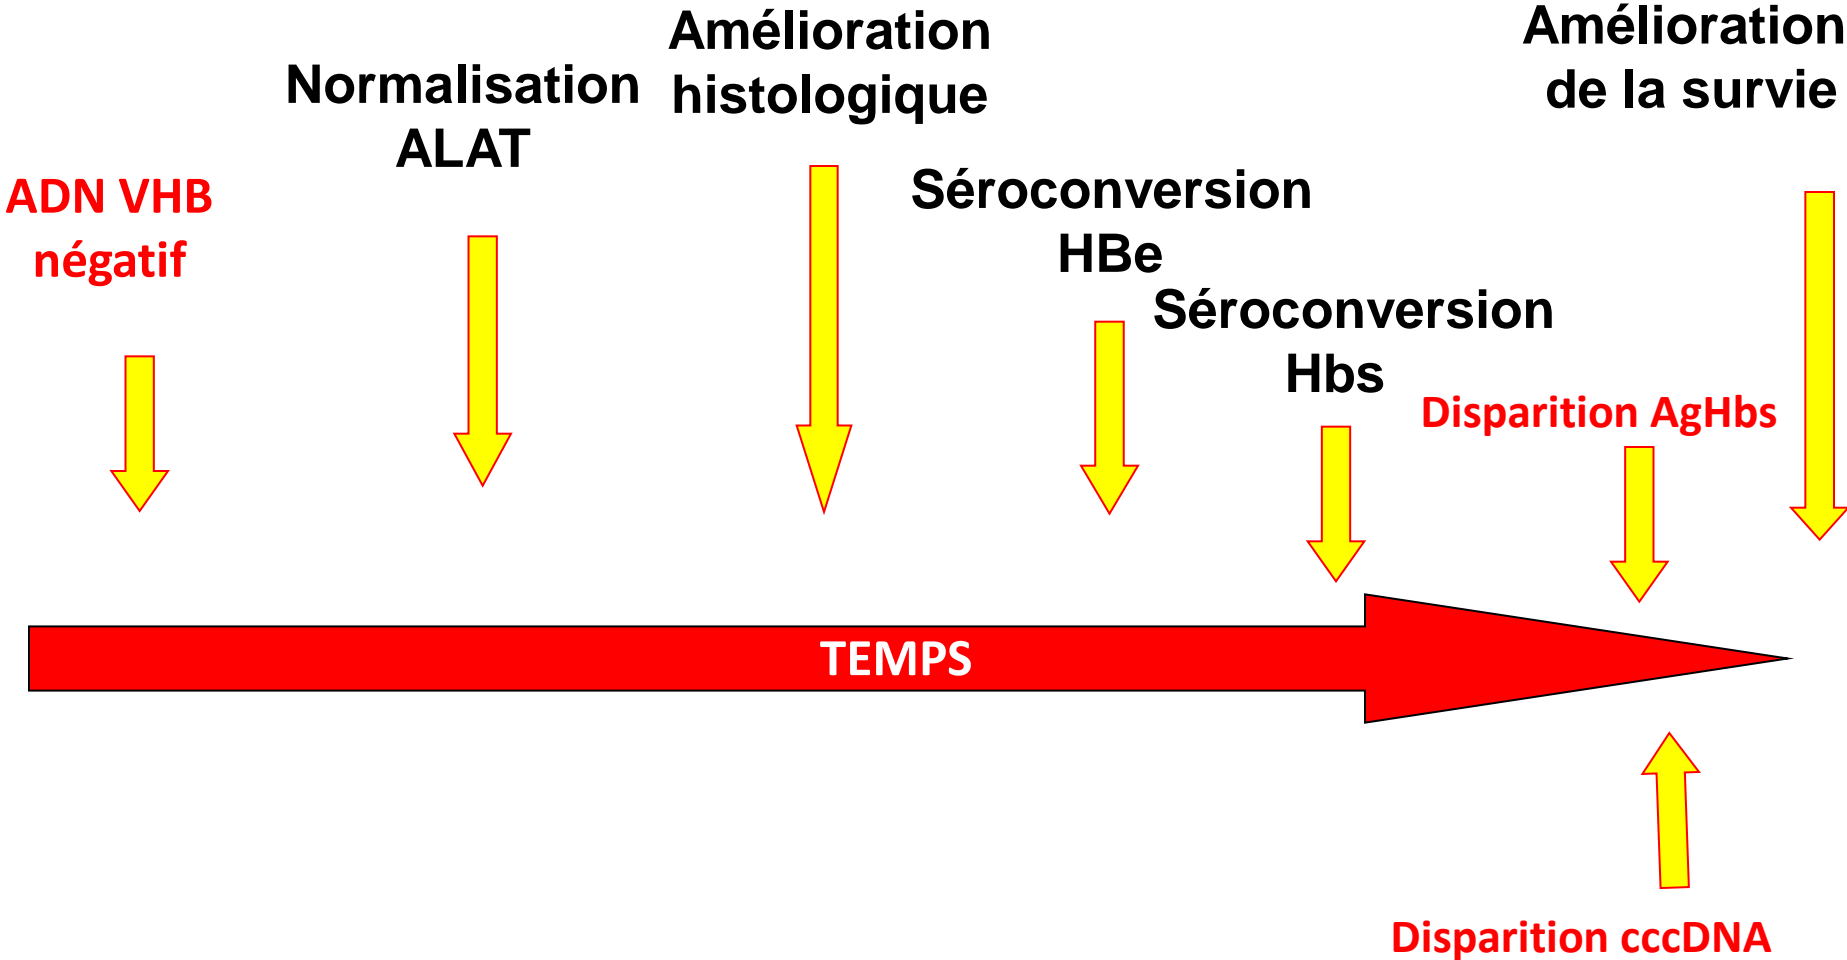 ADN VHB
négatif
Normalisation
ALAT
Amélioration
histologique
Séroconversion
HBe
Séroconversion
Hbs
Disparition AgHbs
Amélioration
de la survie
TEMPS
Disparition cccDNA